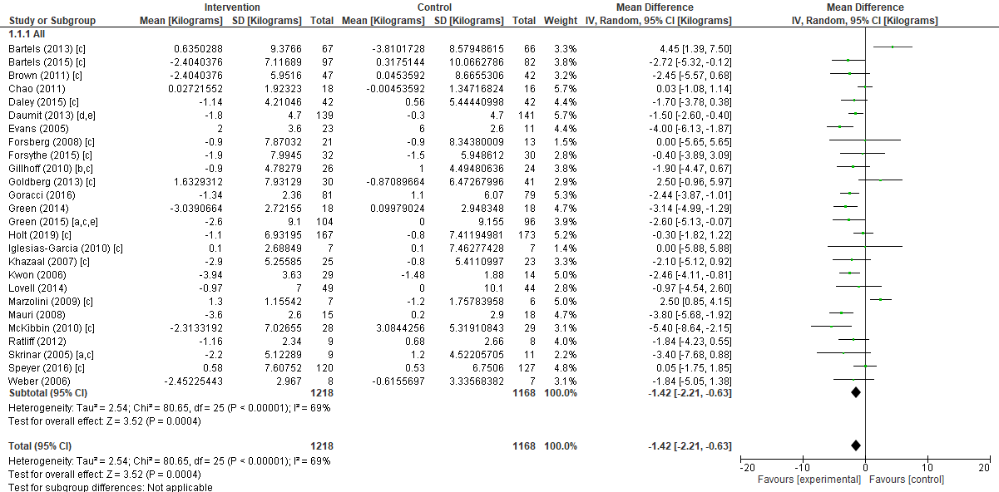 Intervention Control Mean Difference Mean Difference
Study or Subgroup Mean [Kilograms] SD [Kilograms] Total Mean [Kilograms] SD [Kilograms] Total Weight IV, Random, 95% CI [Kilograms] IV, Random, 95% CI [Kilograms]
1.1.1 All
Bartels (2013) [c] 0.6350288 9.3766 67 -3.8101728 8.57948615 66 3.3% 4.45 [1.39, 7.50]
Bartels (2015) [c] -2.4040376 7.11689 97 0.3175144 10.0662786 82 3.8% -2.72 [-5.32, -0.12]
Brown (2011) [c] -2.4040376 5.9516 47 0.0453592 8.6655306 42 3.2% -2.45 [-5.57, 0.68]
Chao (2011) 0.02721552 1.92323 18 -0.00453592 1.34716824 16 5.6% 0.03 [-1.08, 1.14]
Daley (2015) [c] -1.14 4.21046 42 0.56 5.44440998 42 4.4% -1.70 [-3.78, 0.38]
Daumit (2013) [d,e] -1.8 4.7 139 -0.3 4.7 141 5.7% -1.50 [-2.60, -0.40]
Evans (2005) 2 3.6 23 6 2.6 11 4.4% -4.00 [-6.13, -1.87]
Forsberg (2008) [c] -0.9 7.87032 21 -0.9 8.34380009 13 1.4% 0.00 [-5.65, 5.65]
Forsythe (2015) [c] -1.9 7.9945 32 -1.5 5.948612 30 2.8% -0.40 [-3.89, 3.09]
Gillhoff (2010) [b,c] -0.9 4.78279 26 1 4.49480636 24 3.9% -1.90 [-4.47, 0.67]
Goldberg (2013) [c] 1.6329312 7.93129 30 -0.87089664 6.47267996 41 2.9% 2.50 [-0.96, 5.97]
Goracci (2016) -1.34 2.36 81 1.1 6.07 79 5.3% -2.44 [-3.87, -1.01]
Green (2014) -3.0390664 2.72155 18 0.09979024 2.948348 18 4.7% -3.14 [-4.99, -1.29]
Green (2015) [a,c,e] -2.6 9.1 104 0 9.155 96 3.9% -2.60 [-5.13, -0.07]
Holt (2019) [c] -1.1 6.93195 167 -0.8 7.41194981 173 5.2% -0.30 [-1.82, 1.22]
Iglesias-Garcia (2010) [c] 0.1 2.68849 7 0.1 7.46277428 7 1.4% 0.00 [-5.88, 5.88]
Khazaal (2007) [c] -2.9 5.25585 25 -0.8 5.4110997 23 3.3% -2.10 [-5.12, 0.92]
Kwon (2006) -3.94 3.63 29 -1.48 1.88 14 5.0% -2.46 [-4.11, -0.81]
Lovell (2014) -0.97 7 49 0 10.1 44 2.8% -0.97 [-4.54, 2.60]
Marzolini (2009) [c] 1.3 1.15542 7 -1.2 1.75783958 6 5.0% 2.50 [0.85, 4.15]
Mauri (2008) -3.6 2.6 15 0.2 2.9 18 4.7% -3.80 [-5.68, -1.92]
McKibbin (2010) [c] -2.3133192 7.02655 28 3.0844256 5.31910843 29 3.1% -5.40 [-8.64, -2.15]
Ratliff (2012) -1.16 2.34 9 0.68 2.66 8 4.0% -1.84 [-4.23, 0.55]
Skrinar (2005) [a,c] -2.2 5.12289 9 1.2 4.52205705 11 2.2% -3.40 [-7.68, 0.88]
Speyer (2016) [c] 0.58 7.60752 120 0.53 6.7506 127 4.8% 0.05 [-1.75, 1.85]
Weber (2006) -2.45225443 2.967 8 -0.6155697 3.33568382 7 3.1% -1.84 [-5.05, 1.38]
Subtotal (95% CI) 1218 1168 100.0% -1.42 [-2.21, -0.63]
Heterogeneity: Tau² = 2.54; Chi² = 80.65, df = 25 (P < 0.00001); I² = 69%
Test for overall effect: Z = 3.52 (P = 0.0004)
Total (95% CI) 1218 1168 100.0% -1.42 [-2.21, -0.63]
Heterogeneity: Tau² = 2.54; Chi² = 80.65, df = 25 (P < 0.00001); I² = 69%
Test for overall effect: Z = 3.52 (P = 0.0004)
Test for subgroup differences: Not applicable
-20 -10 0 10 20
Favours [experimental] Favours [control]